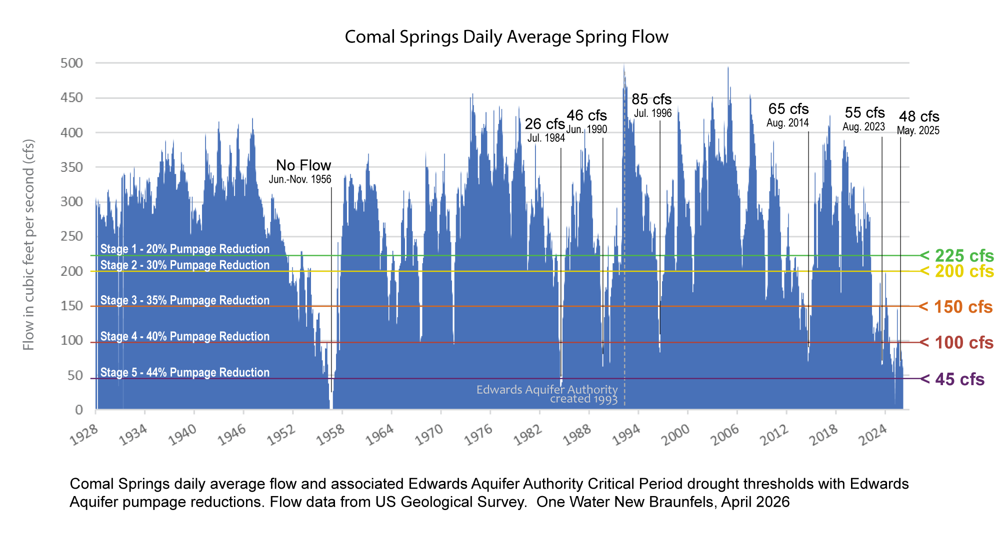 Comal Springs Daily Average Spring Flow
Flow in cubic feet per second (cfs)
500
450
400
350
300
250
200
150
100
50
0
No Flow
Jun.-Nov. 1956
26 cfs
Jul. 1984
46 cfs
Jun. 1990
85 cfs
Jul. 1996
65 cfs
Aug. 2014
55 cfs
Aug. 2023
48 cfs
May. 2025
Stage 1 - 20% Pumpage Reduction
< 225 cfs
Stage 2 - 30% Pumpage Reduction
< 200 cfs
Stage 3 - 35% Pumpage Reduction
< 150 cfs
Stage 4 - 40% Pumpage Reduction
< 100 cfs
Stage 5 - 44% Pumpage Reduction
< 45 cfs
Edwards Aquifer Authority
created 1993
1928 1934 1940 1946 1952 1958 1964 1970 1976 1982 1988 1994 2000 2006 2012 2018 2024
Comal Springs daily average flow and associated Edwards Aquifer Authority Critical Period drought thresholds with Edwards
Aquifer pumpage reductions. Flow data from US Geological Survey.  One Water New Braunfels, April 2026